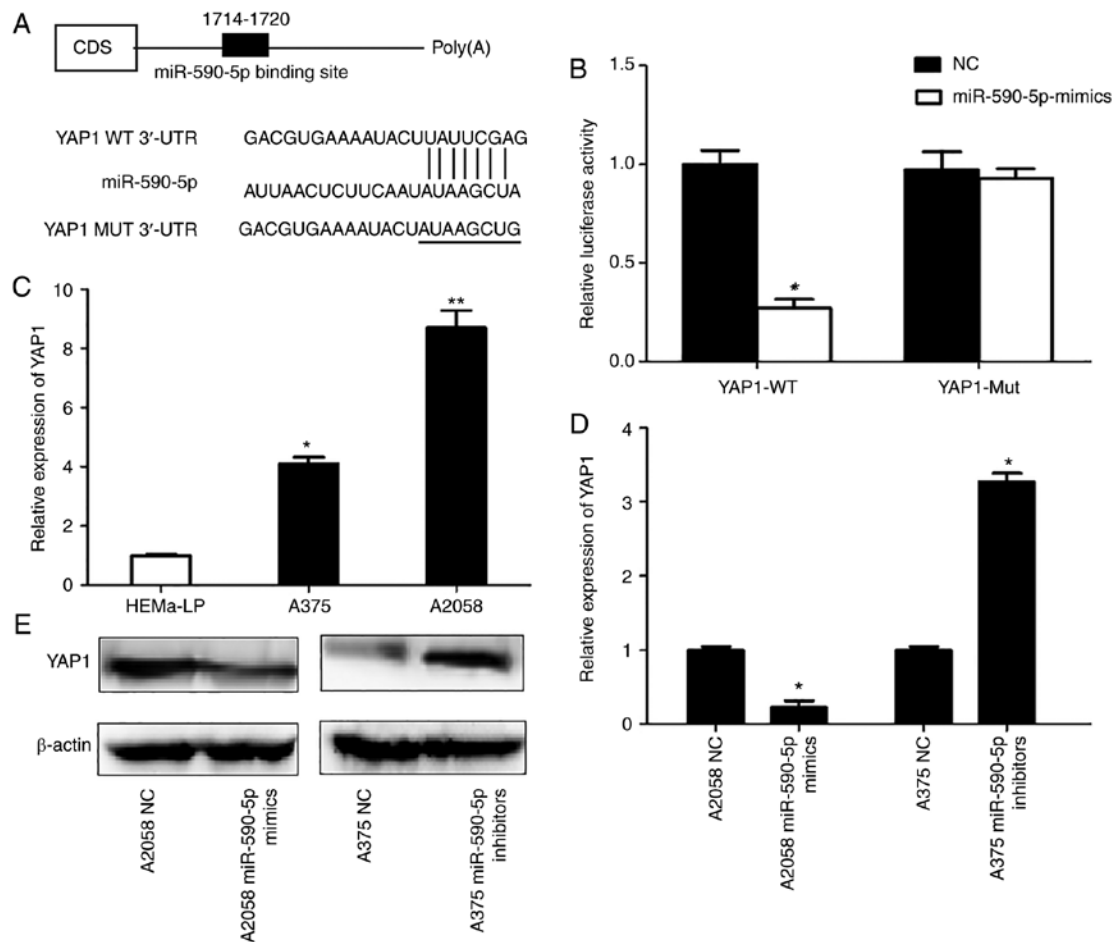 A
1714-1720
CDS
Poly(A)
miR-590-5p binding site
YAP1 WT 3′-UTR GACGUGAAAAUACUUAUUCGAG
miR-590-5p AUUAACUCUUCAAUAUAAGCUA
YAP1 MUT 3′-UTR GACGUGAAAAUACUAUAAGCUG
B
NC
miR-590-5p-mimics
Relative luciferase activity
1.5
1.0
0.5
0.0
*
YAP1-WT
YAP1-Mut
C
Relative expression of YAP1
10
8
6
4
2
0
*
**
HEMa-LP
A375
A2058
D
Relative expression of YAP1
4
3
2
1
0
*
*
A2058 NC
A2058 miR-590-5p
mimics
A375 NC
A375 miR-590-5p
inhibitors
E
YAP1
β-actin
A2058 NC
A2058 miR-590-5p
mimics
A375 NC
A375 miR-590-5p
inhibitors